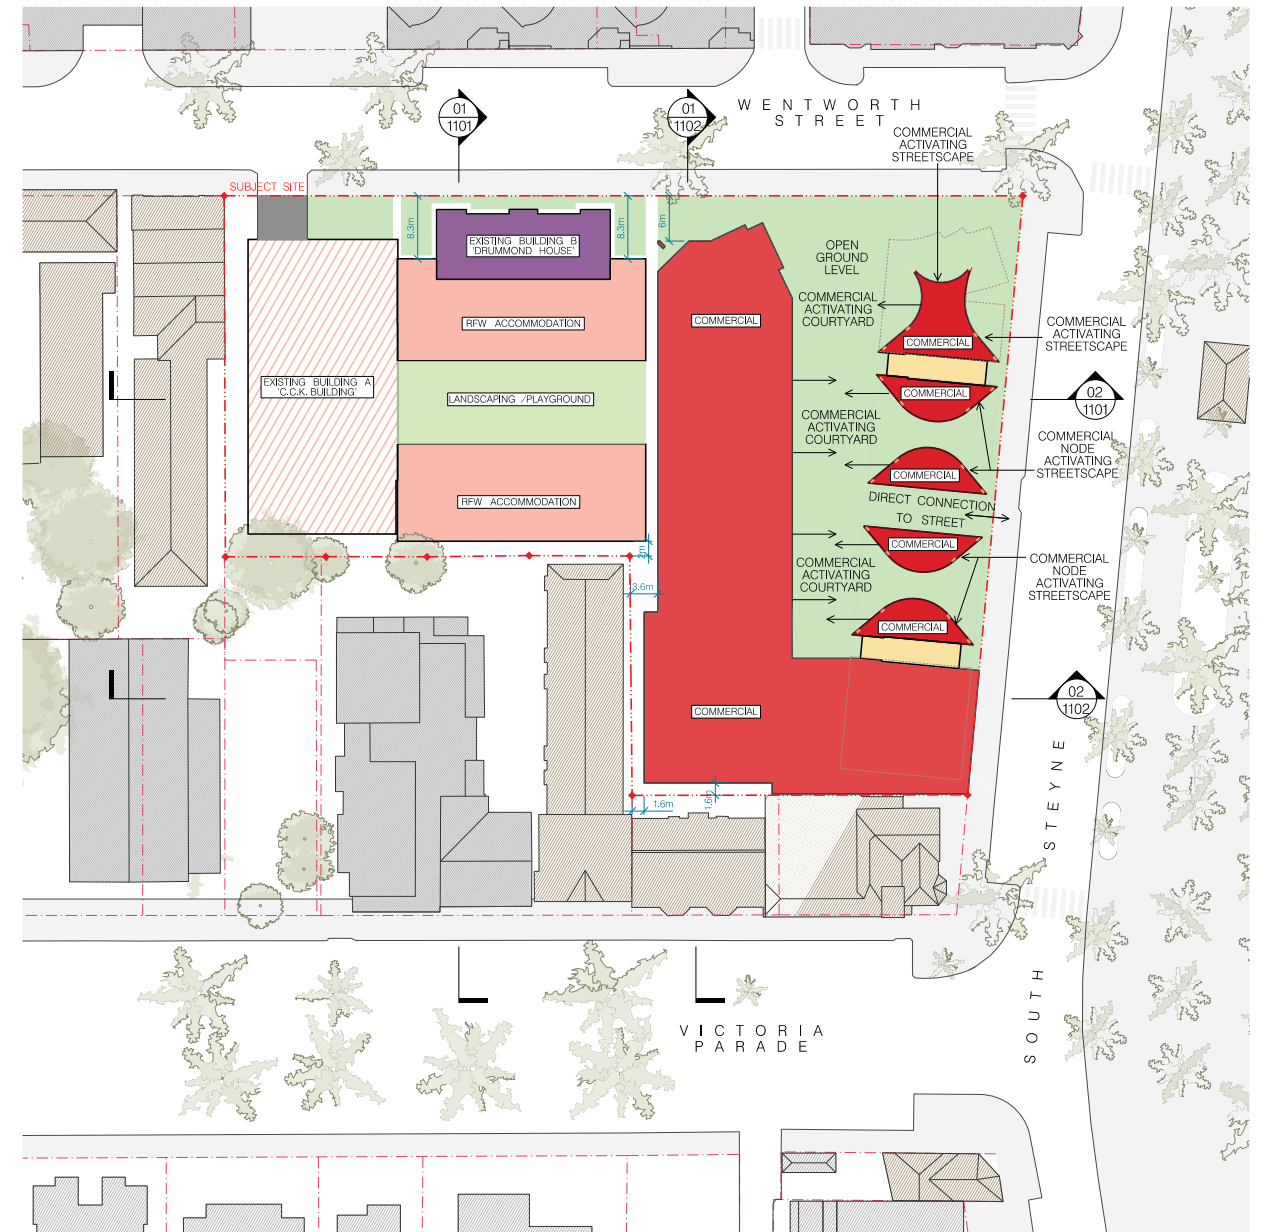 01
1101
01
1102
WENTWORTH
STREET
COMMERCIAL
ACTIVATING
STREETSCAPE
SUBJECT SITE
8.3m
8.3m
6m
EXISTING BUILDING B
'DRUMMOND HOUSE'
OPEN
GROUND
LEVEL
RFW ACCOMMODATION
COMMERCIAL
COMMERCIAL
ACTIVATING
COURTYARD
COMMERCIAL
COMMERCIAL
ACTIVATING
STREETSCAPE
EXISTING BUILDING A
'C.C.K. BUILDING'
LANDSCAPING /PLAYGROUND
COMMERCIAL
02
1101
COMMERCIAL
ACTIVATING
COURTYARD
COMMERCIAL
NODE
ACTIVATING
STREETSCAPE
COMMERCIAL
RFW ACCOMMODATION
DIRECT CONNECTION
TO STREET
2m
COMMERCIAL
COMMERCIAL
ACTIVATING
COURTYARD
COMMERCIAL
NODE
ACTIVATING
STREETSCAPE
3.6m
COMMERCIAL
COMMERCIAL
02
1102
1.6m
1.6m
SOUTH STEYNE
VICTORIA
PARADE